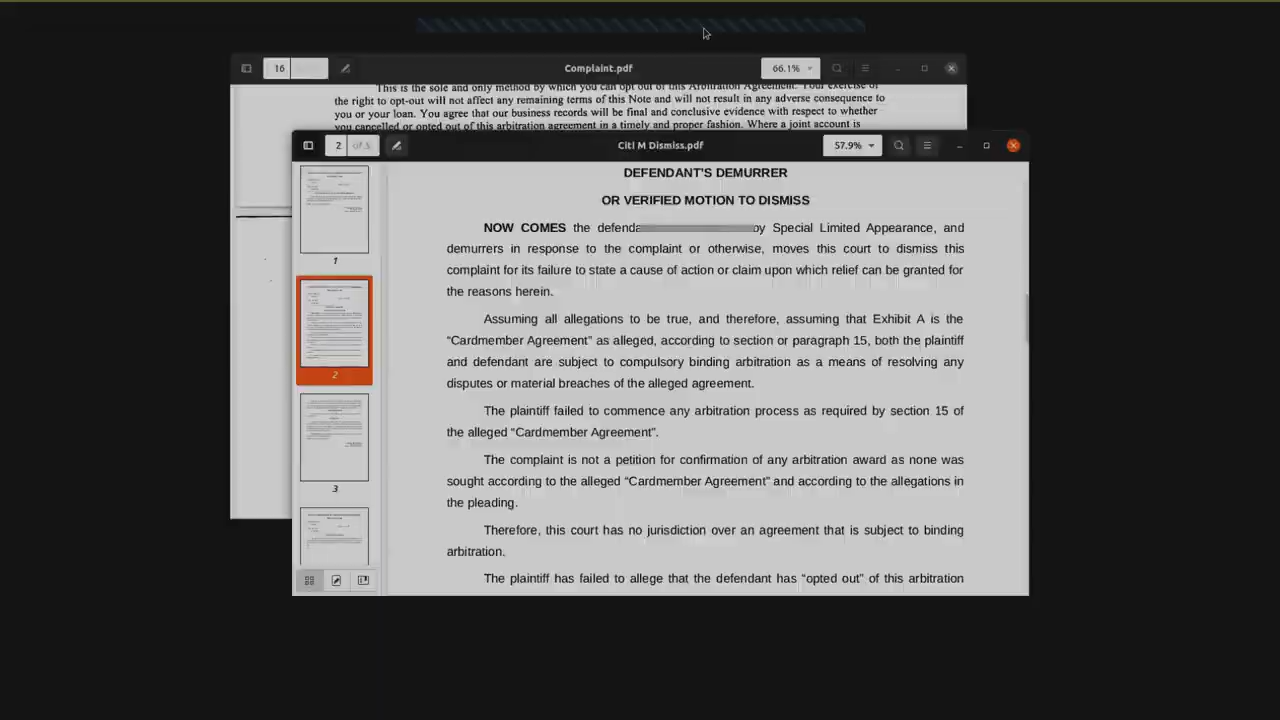 16
Complaint.pdf
66.1%
This is the sole and only method by which you can opt out of this Arbitration Agreement. Your exercise of
the right to opt-out will not affect any remaining terms of this Note and will not result in any adverse consequence to
you or your loan. You agree that our business records will be final and conclusive evidence with respect to whether
you cancelled or opted out of this arbitration agreement in a timely and proper fashion. Where a joint account is
2 of 5
Citi M Dismiss.pdf
57.9%
DEFENDANT'S DEMURRER
OR VERIFIED MOTION TO DISMISS
NOW COMES the defenda by Special Limited Appearance, and
demurrers in response to the complaint or otherwise, moves this court to dismiss this
complaint for its failure to state a cause of action or claim upon which relief can be granted for
the reasons herein.
Assuming all allegations to be true, and therefore, assuming that Exhibit A is the
“Cardmember Agreement” as alleged, according to section or paragraph 15, both the plaintiff
and defendant are subject to compulsory binding arbitration as a means of resolving any
disputes or material breaches of the alleged agreement.
The plaintiff failed to commence any arbitration process as required by section 15 of
the alleged “Cardmember Agreement”.
The complaint is not a petition for confirmation of any arbitration award as none was
sought according to the alleged “Cardmember Agreement” and according to the allegations in
the pleading.
Therefore, this court has no jurisdiction over an agreement that is subject to binding
arbitration.
The plaintiff has failed to allege that the defendant has “opted out” of this arbitration
1
2
3